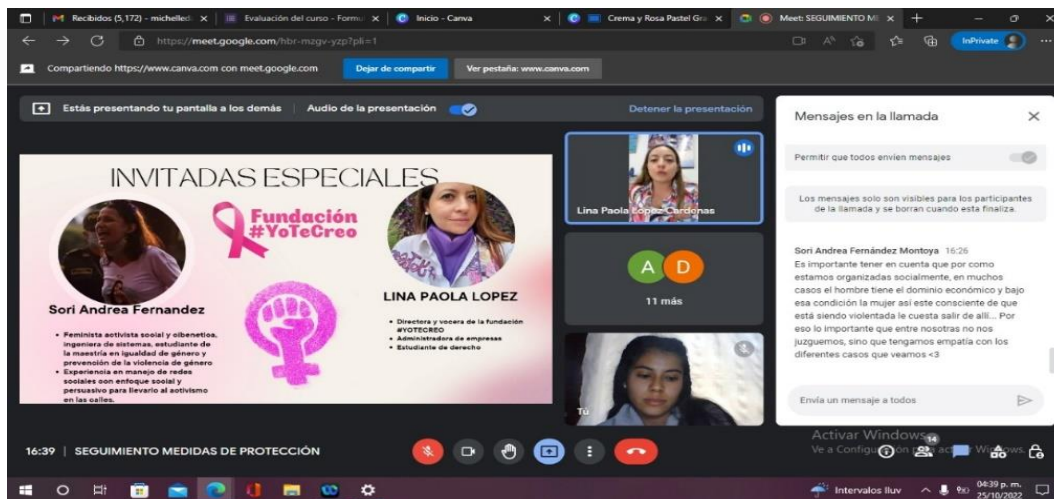 Recibidos (5,172) - michelled
Evaluación del curso - Formu
Inicio - Canva
Crema y Rosa Pastel Gra
Meet: SEGUIMIENTO ME
https://meet.google.com/hbr-mzgv-yzp?pli=1
InPrivate
Compartiendo https://www.canva.com con meet.google.com
Dejar de compartir
Ver pestaña: www.canva.com
Estás presentando tu pantalla a los demás
Audio de la presentación
Detener la presentación
INVITADAS ESPECIALES
Fundación
#YoTeCreo
Sori Andrea Fernandez
• Feminista activista social y cibenetica,
ingeniera de sistemas, estudiante de
la maestría en igualdad de género y
prevención de la violencia de género
• Experiencia en manejo de redes
sociales con enfoque social y
persuasivo para llevarlo al activismo
en las calles.
LINA PAOLA LOPEZ
• Directora y vocera de la fundación
#YOTECREO
• Administradora de empresas
• Estudiante de derecho
Lina Paola López Cardenas
A D
11 más
Tú
Mensajes en la llamada
Permitir que todos envíen mensajes
Los mensajes solo son visibles para los participantes
de la llamada y se borran cuando esta finaliza.
Sori Andrea Fernández Montoya 16:26
Es importante tener en cuenta que por como
estamos organizadas socialmente, en muchos
casos el hombre tiene el dominio económico y bajo
esa condición la mujer así este consciente de que
está siendo violentada le cuesta salir de allí... Por
eso lo importante que entre nosotras no nos
juzguemos, sino que tengamos empatía con los
diferentes casos que veamos <3
Envía un mensaje a todos
Activar Windows
Ve a Configuración para activar Windows.
14
16:39 | SEGUIMIENTO MEDIDAS DE PROTECCIÓN
Intervalos lluv
04:39 p. m.
25/10/2022